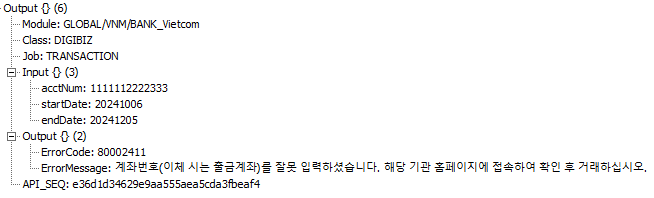 Output {} (6)
Module: GLOBAL/VNM/BANK_Vietcom
Class: DIGIBIZ
Job: TRANSACTION
Input {} (3)
acctNum: 1111112222333
startDate: 20241006
endDate: 20241205
Output {} (2)
ErrorCode: 80002411
ErrorMessage: 계좌번호(이체 시는 출금계좌)를 잘못 입력하셨습니다. 해당 기관 홈페이지에 접속하여 확인 후 거래하십시오.
API_SEQ: e36d1d34629e9aa555aea5cda3fbeaf4